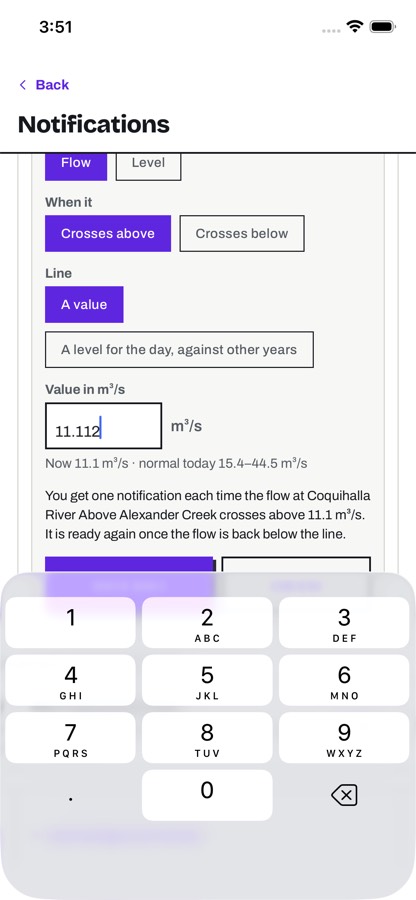 3:51
Back
Notifications
Flow Level
When it
Crosses above Crosses below
Line
A value
A level for the day, against other years
Value in m³/s
11.112 m³/s
Now 11.1 m³/s · normal today 15.4–44.5 m³/s
You get one notification each time the flow at Coquihalla
River Above Alexander Creek crosses above 11.1 m³/s.
It is ready again once the flow is back below the line.
1 2 3
ABC DEF
4 5 6
GHI JKL MNO
7 8 9
PQRS TUV WXYZ
. 0